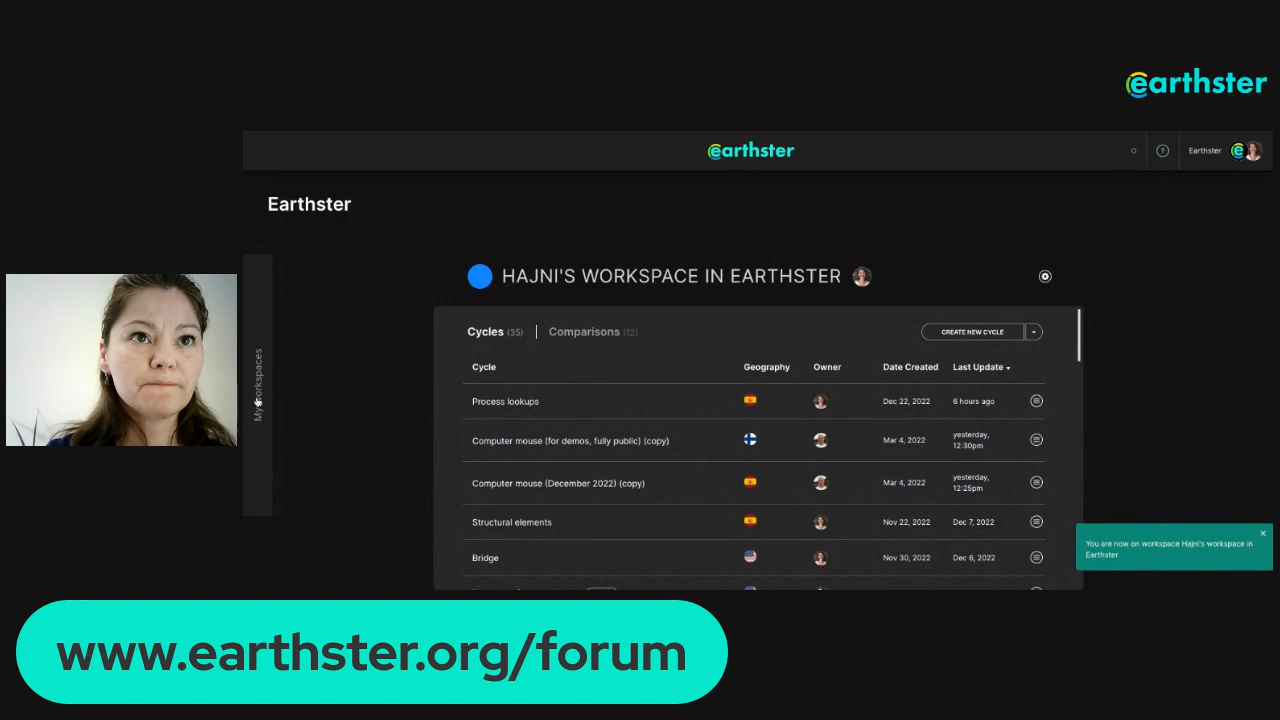 earthster
earthster
? Earthster
Earthster
My workspaces
HAJNI'S WORKSPACE IN EARTHSTER
Cycles (35) Comparisons (12) CREATE NEW CYCLE
Cycle Geography Owner Date Created Last Update
Process lookups Dec 22, 2022 6 hours ago
Computer mouse (for demos, fully public) (copy) Mar 4, 2022 yesterday,
12:30pm
Computer mouse (December 2022) (copy) Mar 4, 2022 yesterday,
12:25pm
Structural elements Nov 22, 2022 Dec 7, 2022
Bridge Nov 30, 2022 Dec 6, 2022
You are now on workspace Hajni's workspace in
Earthster
www.earthster.org/forum